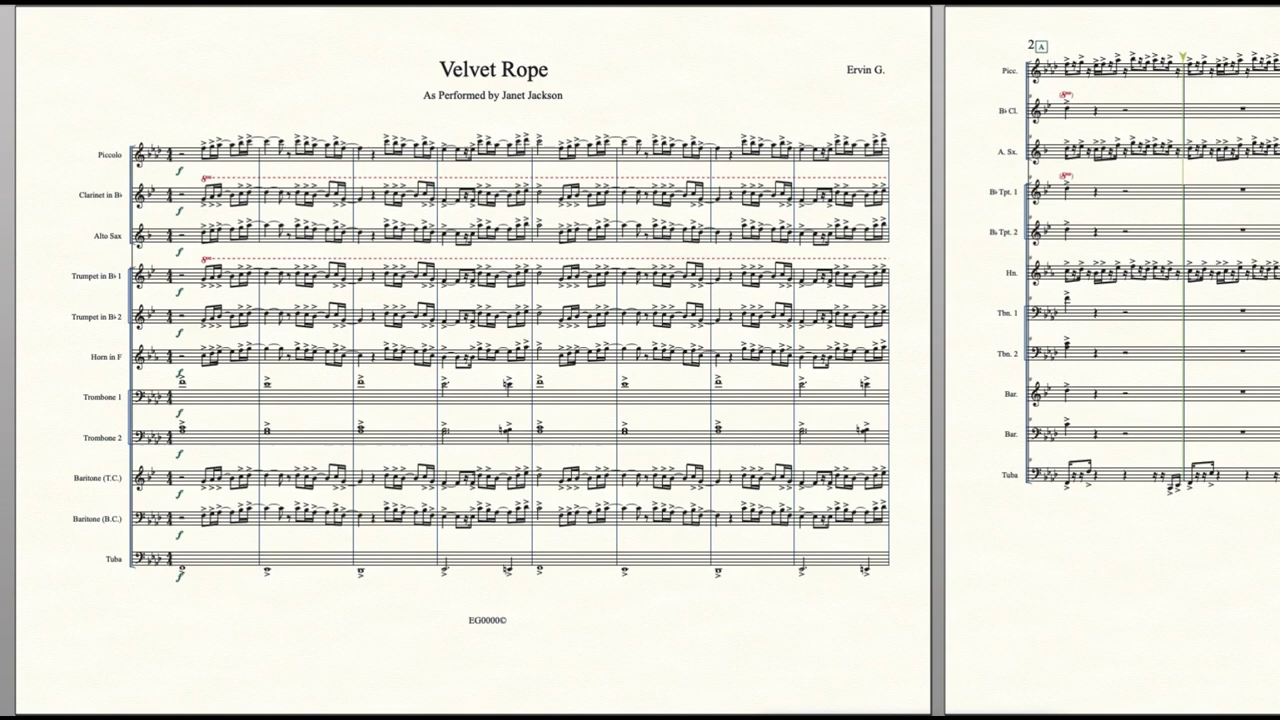 Velvet Rope
Ervin G.
As Performed by Janet Jackson
Piccolo
Clarinet in B♭
Alto Sax
Trumpet in B♭ 1
Trumpet in B♭ 2
Horn in F
Trombone 1
Trombone 2
Baritone (T.C.)
Baritone (B.C.)
Tuba
EG0000©
2 A
Picc.
B♭ Cl.
A. Sx.
B♭ Tpt. 1
B♭ Tpt. 2
Hn.
Tbn. 1
Tbn. 2
Bar.
Bar.
Tuba